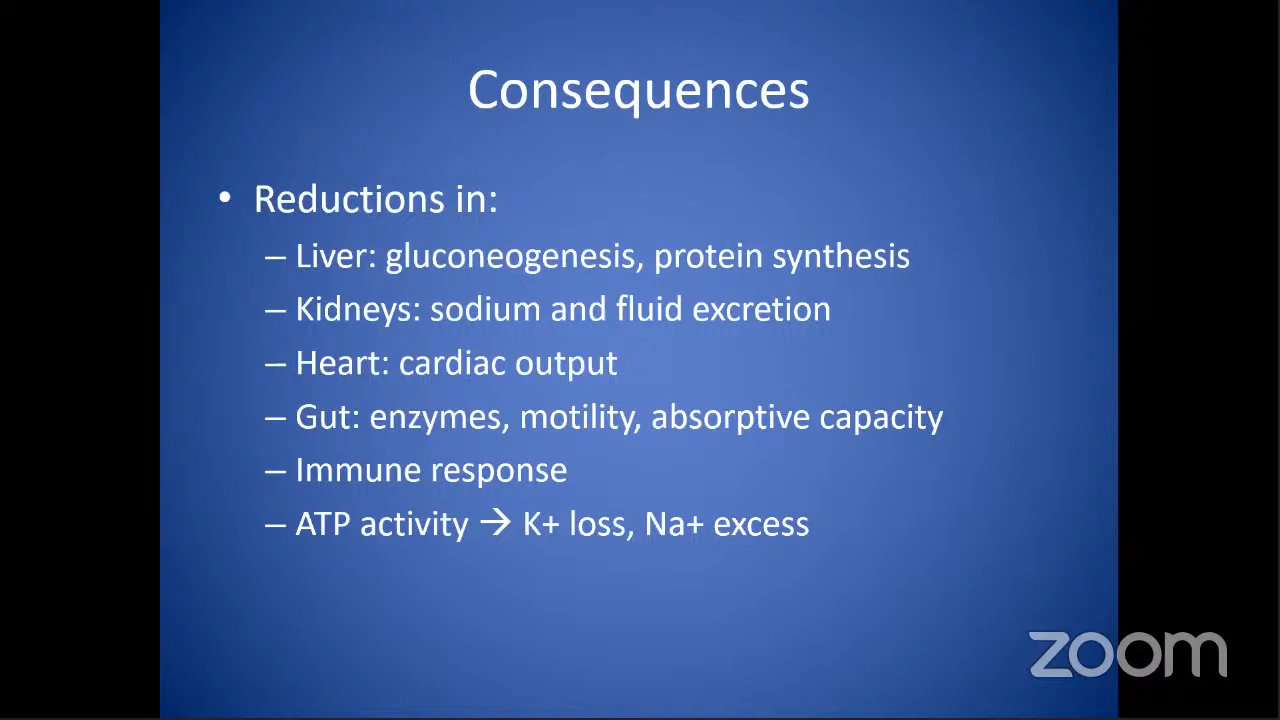 Consequences
• Reductions in:
– Liver: gluconeogenesis, protein synthesis
– Kidneys: sodium and fluid excretion
– Heart: cardiac output
– Gut: enzymes, motility, absorptive capacity
– Immune response
– ATP activity → K+ loss, Na+ excess
zoom